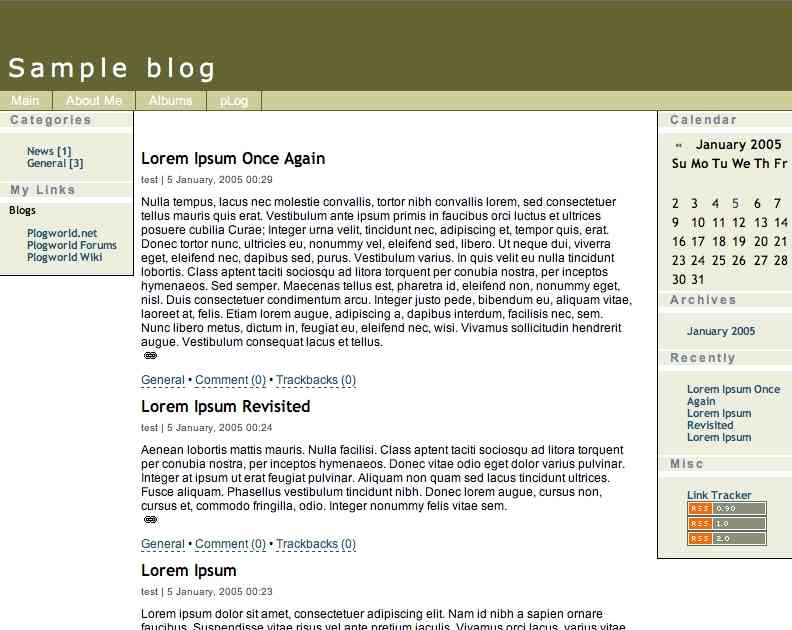 Sample blog
Main
About Me
Albums
pLog
Categories
News [1]
General [3]
My Links
Blogs
Plogworld.net
Plogworld Forums
Plogworld Wiki
Lorem Ipsum Once Again
test | 5 January, 2005 00:29
Nulla tempus, lacus nec molestie convallis, tortor nibh convallis lorem, sed consectetuer
tellus mauris quis erat. Vestibulum ante ipsum primis in faucibus orci luctus et ultrices
posuere cubilia Curae; Integer urna velit, tincidunt nec, adipiscing et, tempor quis, erat.
Donec tortor nunc, ultricies eu, nonummy vel, eleifend sed, libero. Ut neque dui, viverra
eget, eleifend nec, dapibus sed, purus. Vestibulum varius. In quis velit eu nulla tincidunt
lobortis. Class aptent taciti sociosqu ad litora torquent per conubia nostra, per inceptos
hymenaeos. Sed semper. Maecenas tellus est, pharetra id, eleifend non, nonummy eget,
nisl. Duis consectetuer condimentum arcu. Integer justo pede, bibendum eu, aliquam vitae,
laoreet at, felis. Etiam lorem augue, adipiscing a, dapibus interdum, facilisis nec, sem.
Nunc libero metus, dictum in, feugiat eu, eleifend nec, wisi. Vivamus sollicitudin hendrerit
augue. Vestibulum consequat lacus et tellus.
General • Comment (0) • Trackbacks (0)
Lorem Ipsum Revisited
test | 5 January, 2005 00:24
Aenean lobortis mattis mauris. Nulla facilisi. Class aptent taciti sociosqu ad litora torquent
per conubia nostra, per inceptos hymenaeos. Donec vitae odio eget dolor varius pulvinar.
Integer at ipsum ut erat feugiat pulvinar. Aliquam non quam sed lacus tincidunt ultrices.
Fusce aliquam. Phasellus vestibulum tincidunt nibh. Donec lorem augue, cursus non,
cursus et, commodo fringilla, odio. Integer nonummy felis vitae sem.
General • Comment (0) • Trackbacks (0)
Lorem Ipsum
test | 5 January, 2005 00:23
Lorem ipsum dolor sit amet, consectetuer adipiscing elit. Nam id nibh a sapien ornare
faucibus. Suspendisse vitae risus vel ante pretium iaculis. Vivamus orci lacus, varius vitae,
Calendar
« January 2005
Su Mo Tu We Th Fr
2 3 4 5 6 7
9 10 11 12 13 14
16 17 18 19 20 21
23 24 25 26 27 28
30 31
Archives
January 2005
Recently
Lorem Ipsum Once
Again
Lorem Ipsum
Revisited
Lorem Ipsum
Misc
Link Tracker
RSS 0.90
RSS 1.0
RSS 2.0